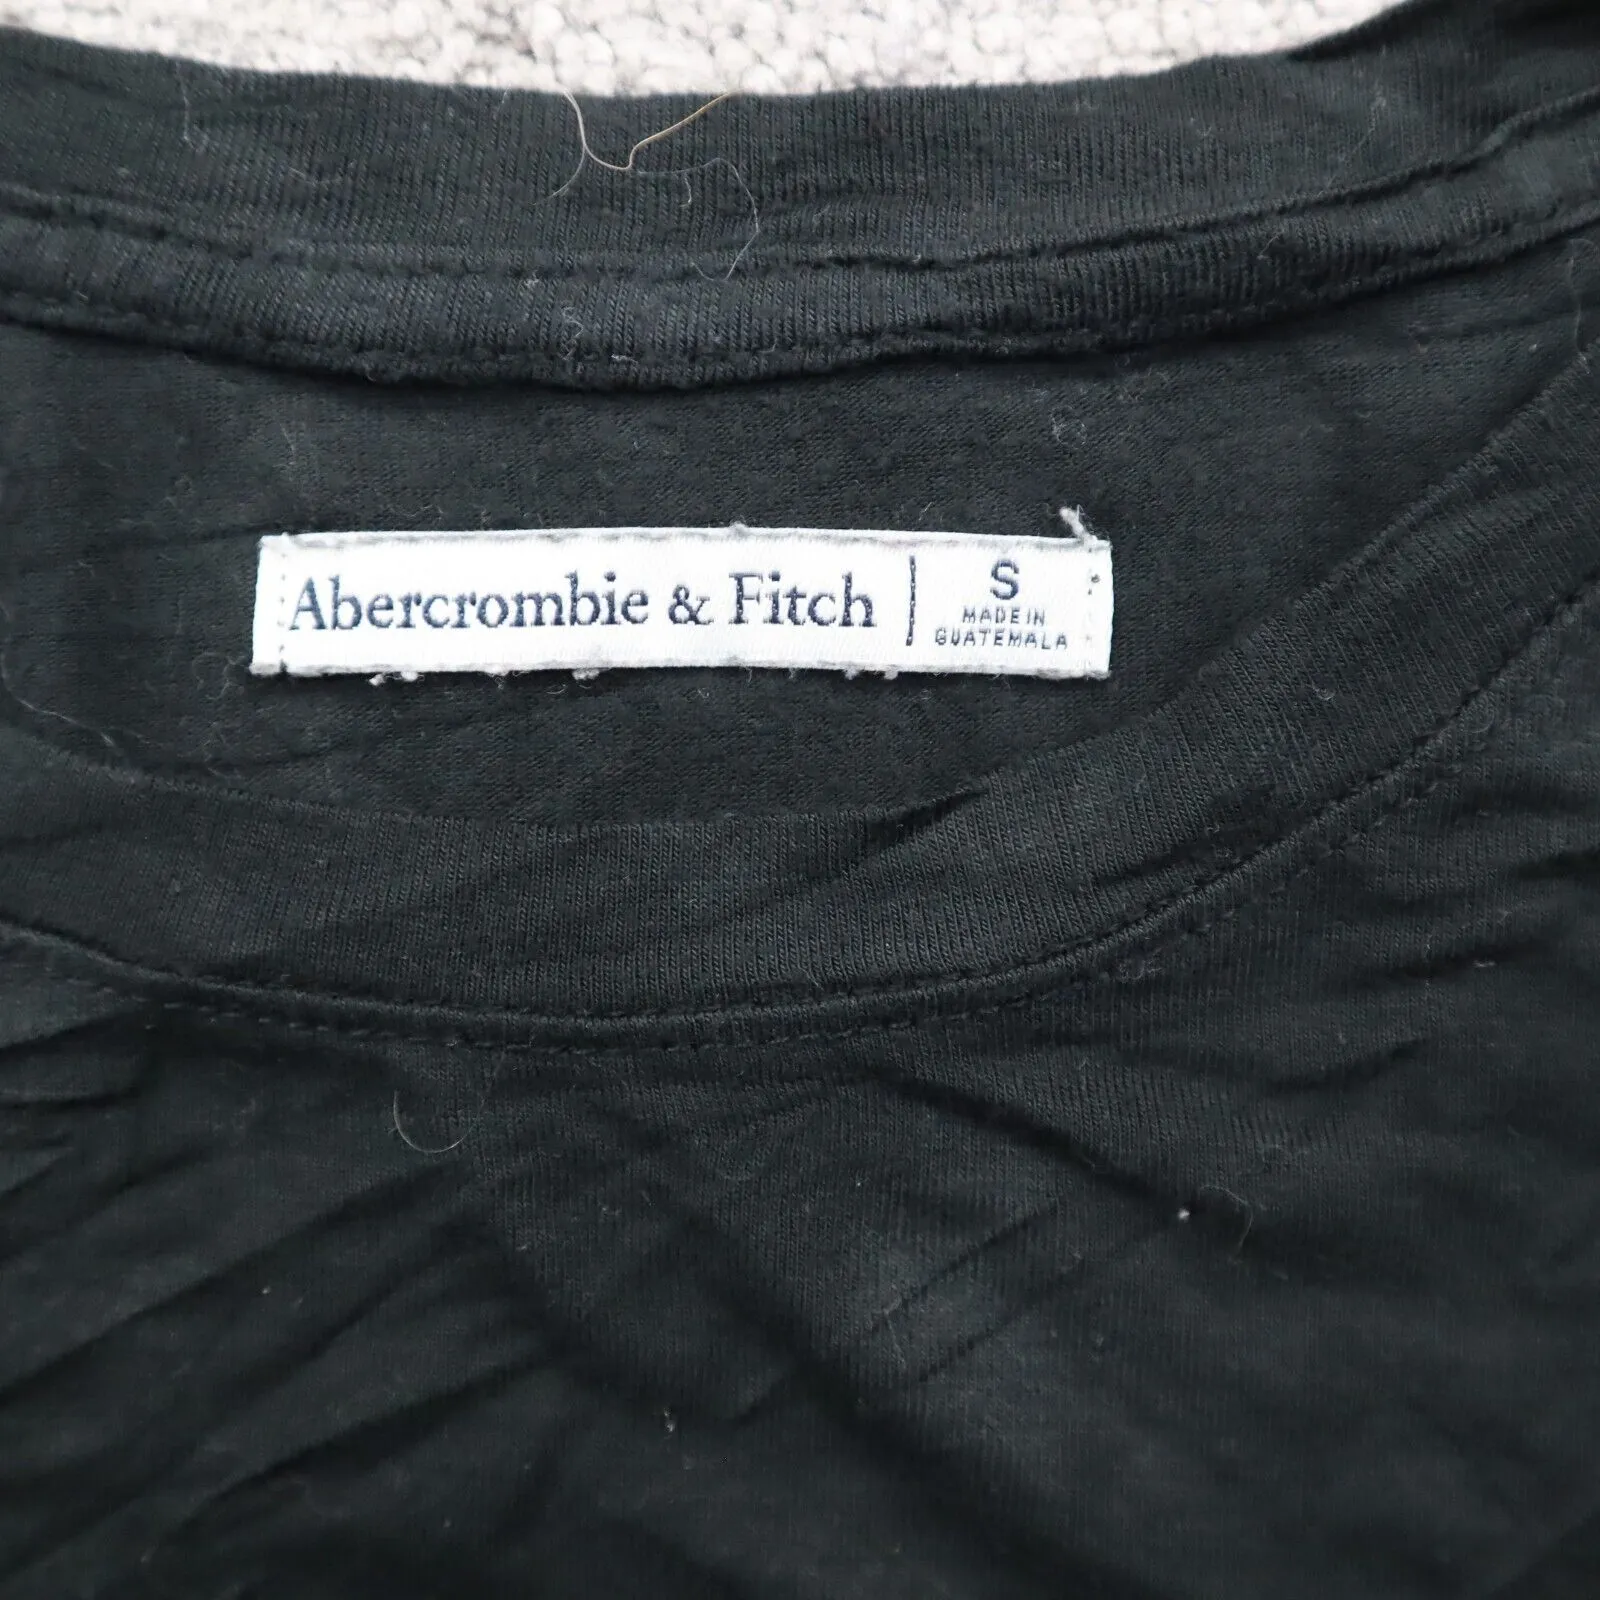 Abercrombie & Fitch | S
MADE IN
GUATEMALA